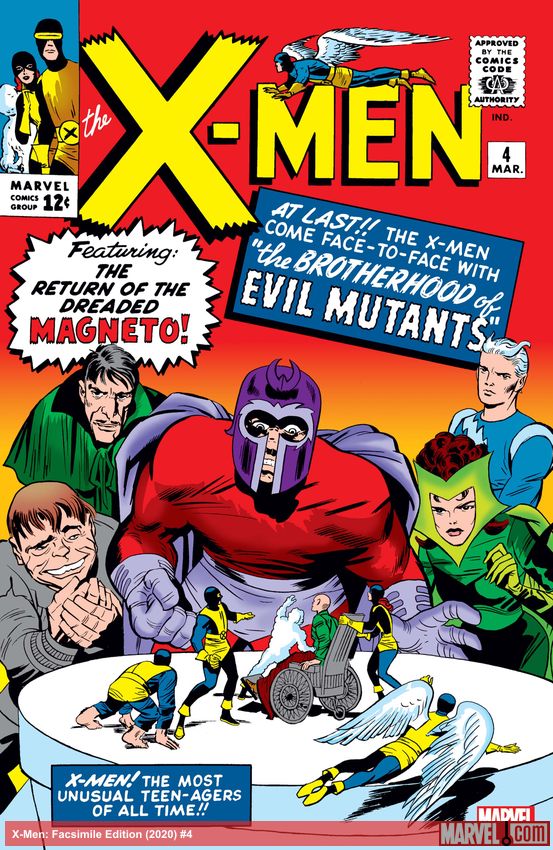 APPROVED
BY THE
COMICS
CODE
CA
AUTHORITY
the
X-MEN
IND.
4
MAR.
MARVEL
COMICS
GROUP 12¢
X
AT LAST!! THE X-MEN
COME FACE-TO-FACE WITH
"the BROTHERHOOD of
EVIL MUTANTS"
Featuring:
THE
RETURN OF THE
DREADED
MAGNETO!
X-MEN! THE MOST
UNUSUAL TEEN-AGERS
OF ALL TIME!!
MARVEL
X-Men: Facsimile Edition (2020) #4
MARVEL.com